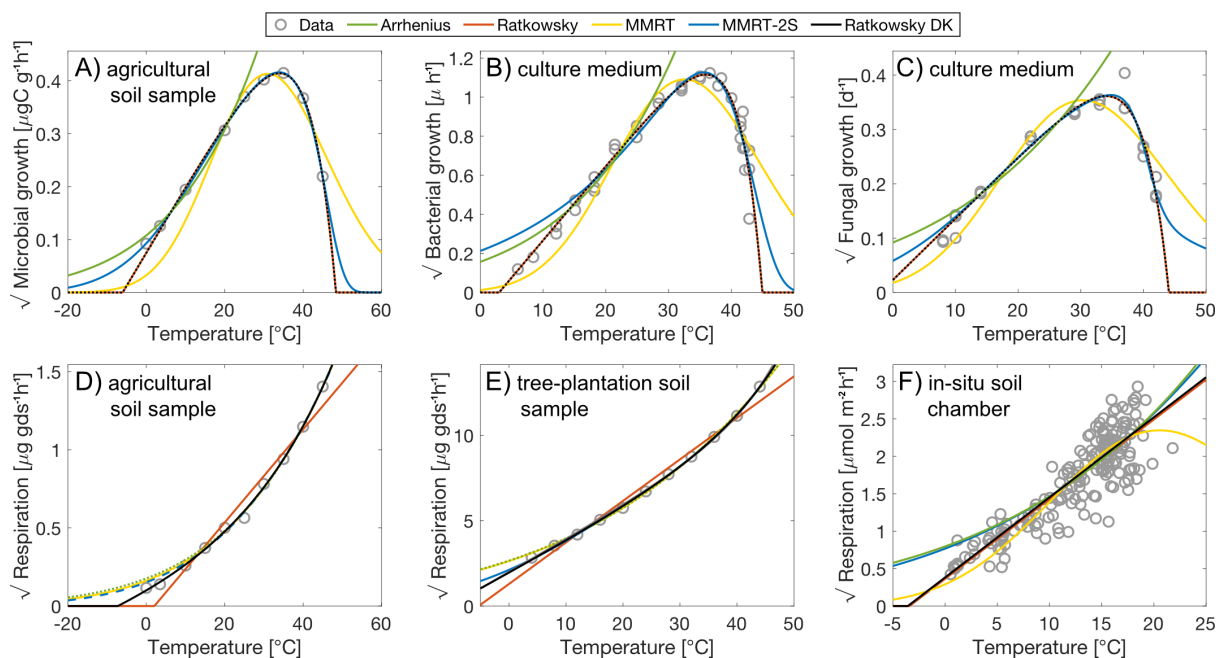 Data Arrhenius Ratkowsky MMRT MMRT-2S Ratkowsky DK
A) agricultural
soil sample
√ Microbial growth [μgC g⁻¹h⁻¹]
0 0.1 0.2 0.3 0.4
-20 0 20 40 60
Temperature [°C]
B) culture medium
√ Bacterial growth [μ h⁻¹]
0 0.2 0.4 0.6 0.8 1 1.2
0 10 20 30 40 50
Temperature [°C]
C) culture medium
√ Fungal growth [d⁻¹]
0 0.1 0.2 0.3 0.4
0 10 20 30 40 50
Temperature [°C]
D) agricultural
soil sample
√ Respiration [μg gds⁻¹h⁻¹]
0 0.5 1 1.5
-20 0 20 40 60
Temperature [°C]
E) tree-plantation soil
sample
√ Respiration [μg gds⁻¹h⁻¹]
0 5 10
0 10 20 30 40 50
Temperature [°C]
F) in-situ soil
chamber
√ Respiration [μmol m⁻²h⁻¹]
0 0.5 1 1.5 2 2.5 3
-5 0 5 10 15 20 25
Temperature [°C]